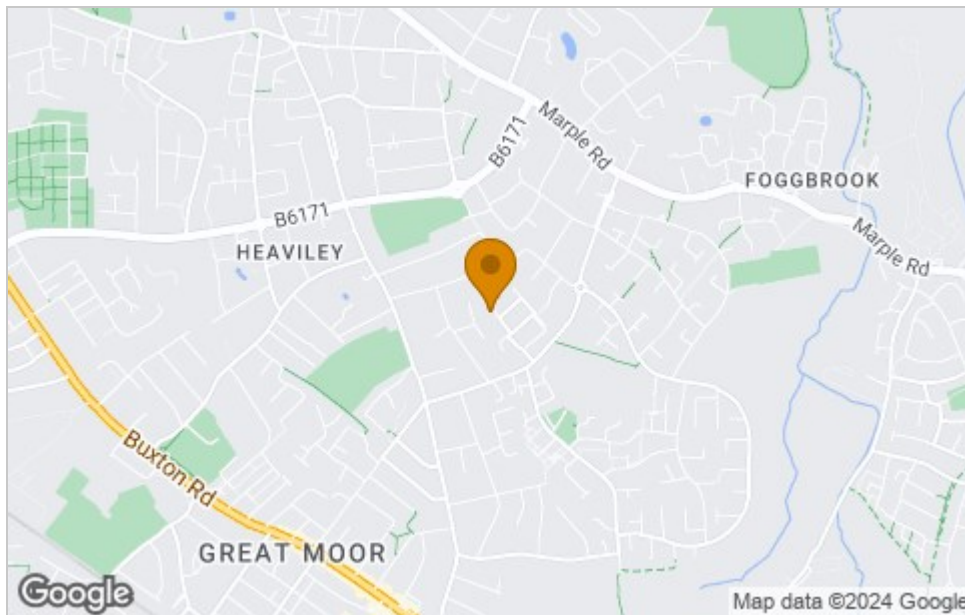 Marple Rd
B6171
FOGGBROOK
B6171
Marple Rd
HEAVILEY
Buxton Rd
GREAT MOOR
Google
Map data ©2024 Google